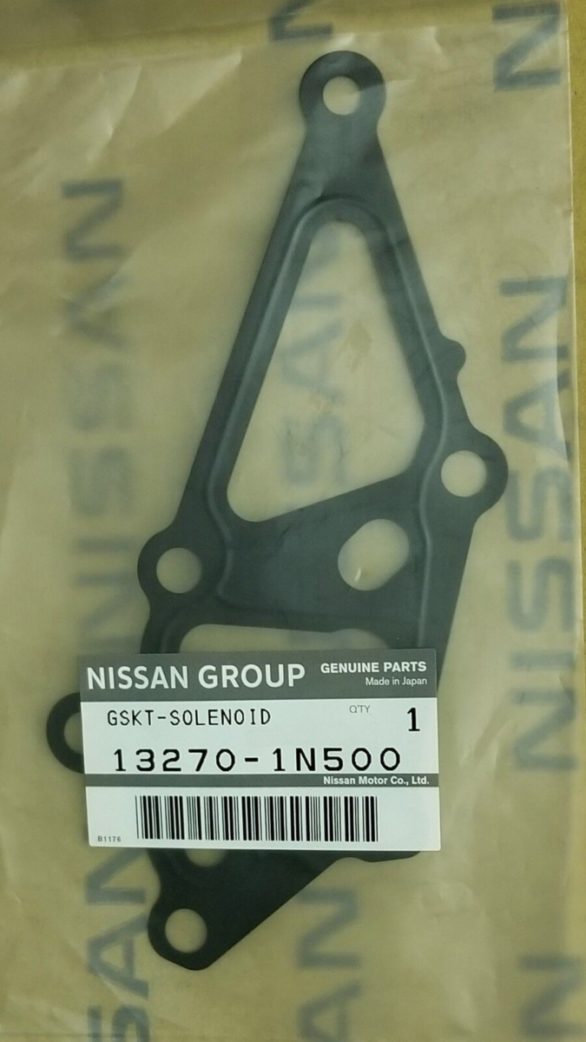 NISSAN
NISSAN
NISSAN
NISSAN GROUP
GENUINE PARTS
Made in Japan
GSKT-SOLENOID
QTY
1
13270-1N500
Nissan Motor Co., Ltd.
B1176